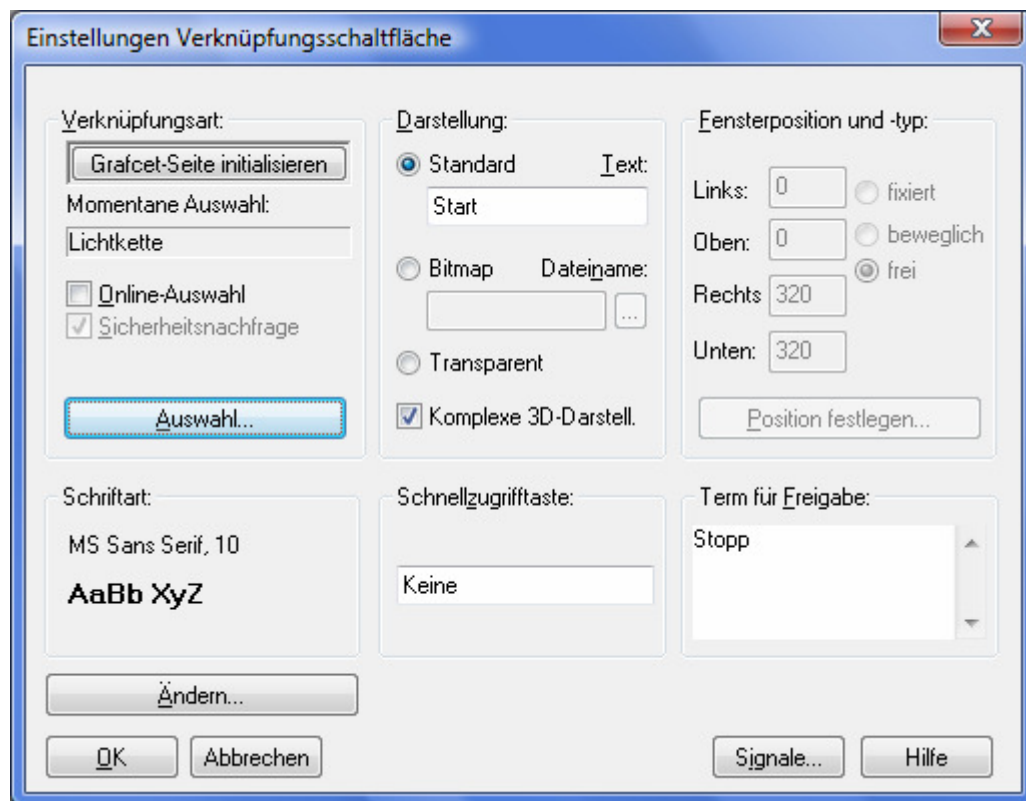 Einstellungen Verknüpfungsschaltfläche
Verknüpfungsart:
Grafcet-Seite initialisieren
Momentane Auswahl:
Lichtkette
Online-Auswahl
Sicherheitsnachfrage
Auswahl...
Darstellung:
Standard Text:
Start
Bitmap Dateiname:
...
Transparent
Komplexe 3D-Darstell.
Fensterposition und -typ:
Links: 0 fixiert
Oben: 0 beweglich
frei
Rechts 320
Unten: 320
Position festlegen...
Schriftart:
MS Sans Serif, 10
AaBb XyZ
Schnellzugrifftaste:
Keine
Term für Freigabe:
Stopp
Ändern...
OK Abbrechen Signale... Hilfe